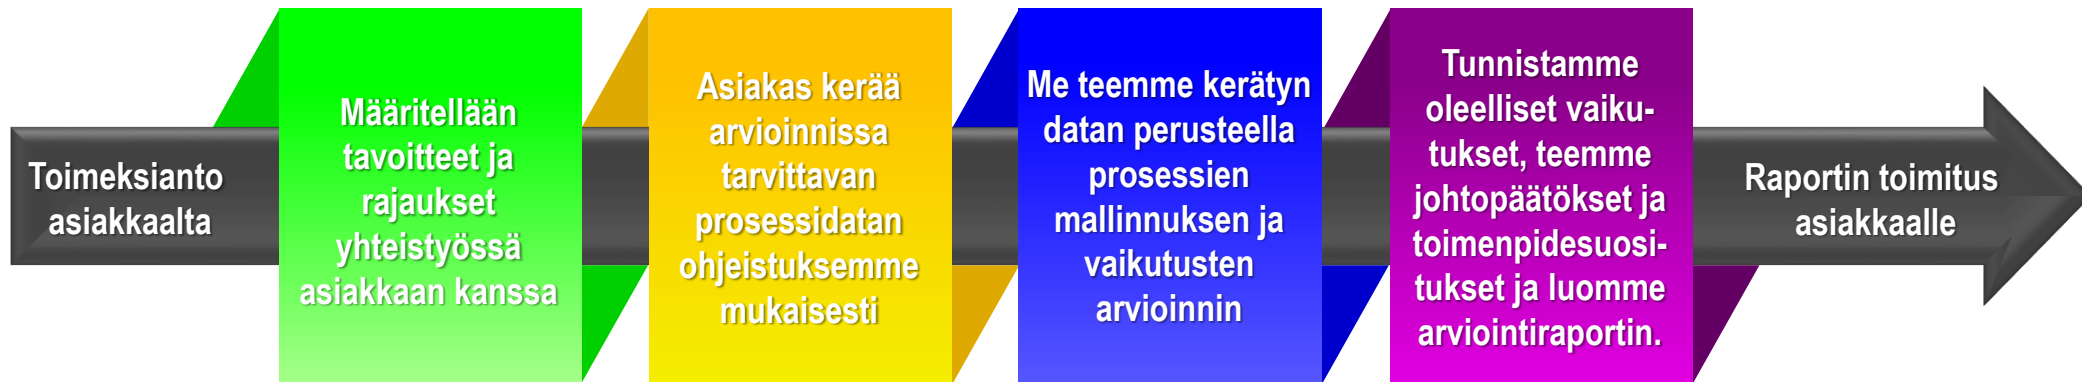 Toimeksianto
asiakkaalta
Määritellään
tavoitteet ja
rajaukset
yhteistyössä
asiakkaan kanssa
Asiakas kerää
arvioinnissa
tarvittavan
prosessidatan
ohjeistuksemme
mukaisesti
Me teemme kerätyn
datan perusteella
prosessien
mallinnuksen ja
vaikutusten
arvioinnin
Tunnistamme
oleelliset vaiku-
tukset, teemme
johtopäätökset ja
toimenpidesuosi-
tukset ja luomme
arviointiraportin.
Raportin toimitus
asiakkaalle